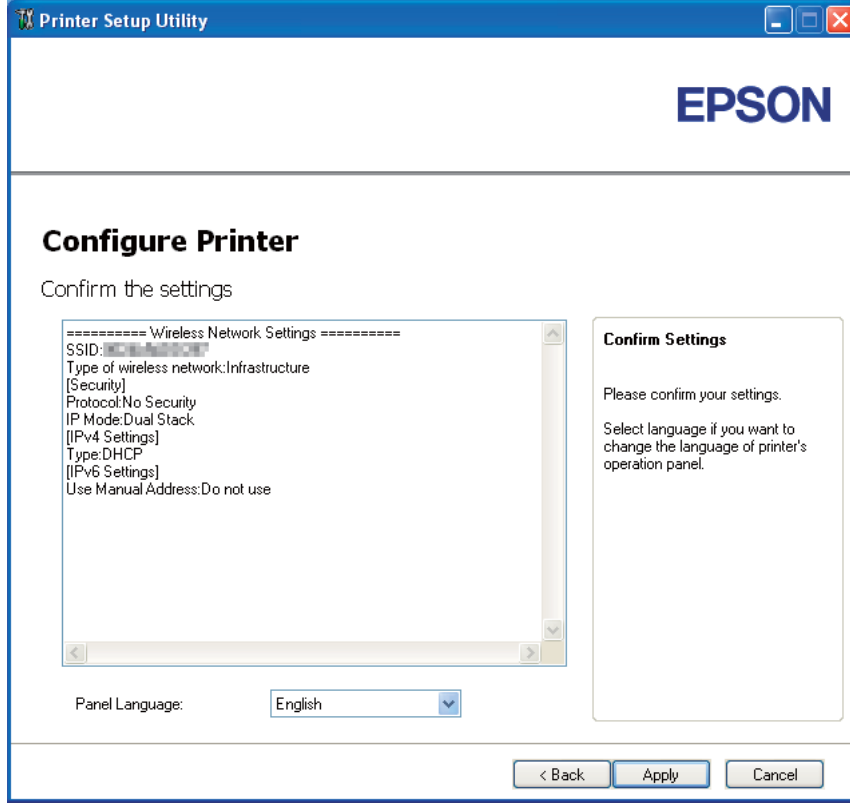 Printer Setup Utility
EPSON
Configure Printer
Confirm the settings
========== Wireless Network Settings ==========
SSID:
Type of wireless network:Infrastructure
[Security]
Protocol:No Security
IP Mode:Dual Stack
[IPv4 Settings]
Type:DHCP
[IPv6 Settings]
Use Manual Address:Do not use
Confirm Settings
Please confirm your settings.
Select language if you want to
change the language of printer's
operation panel.
Panel Language:
English
< Back
Apply
Cancel